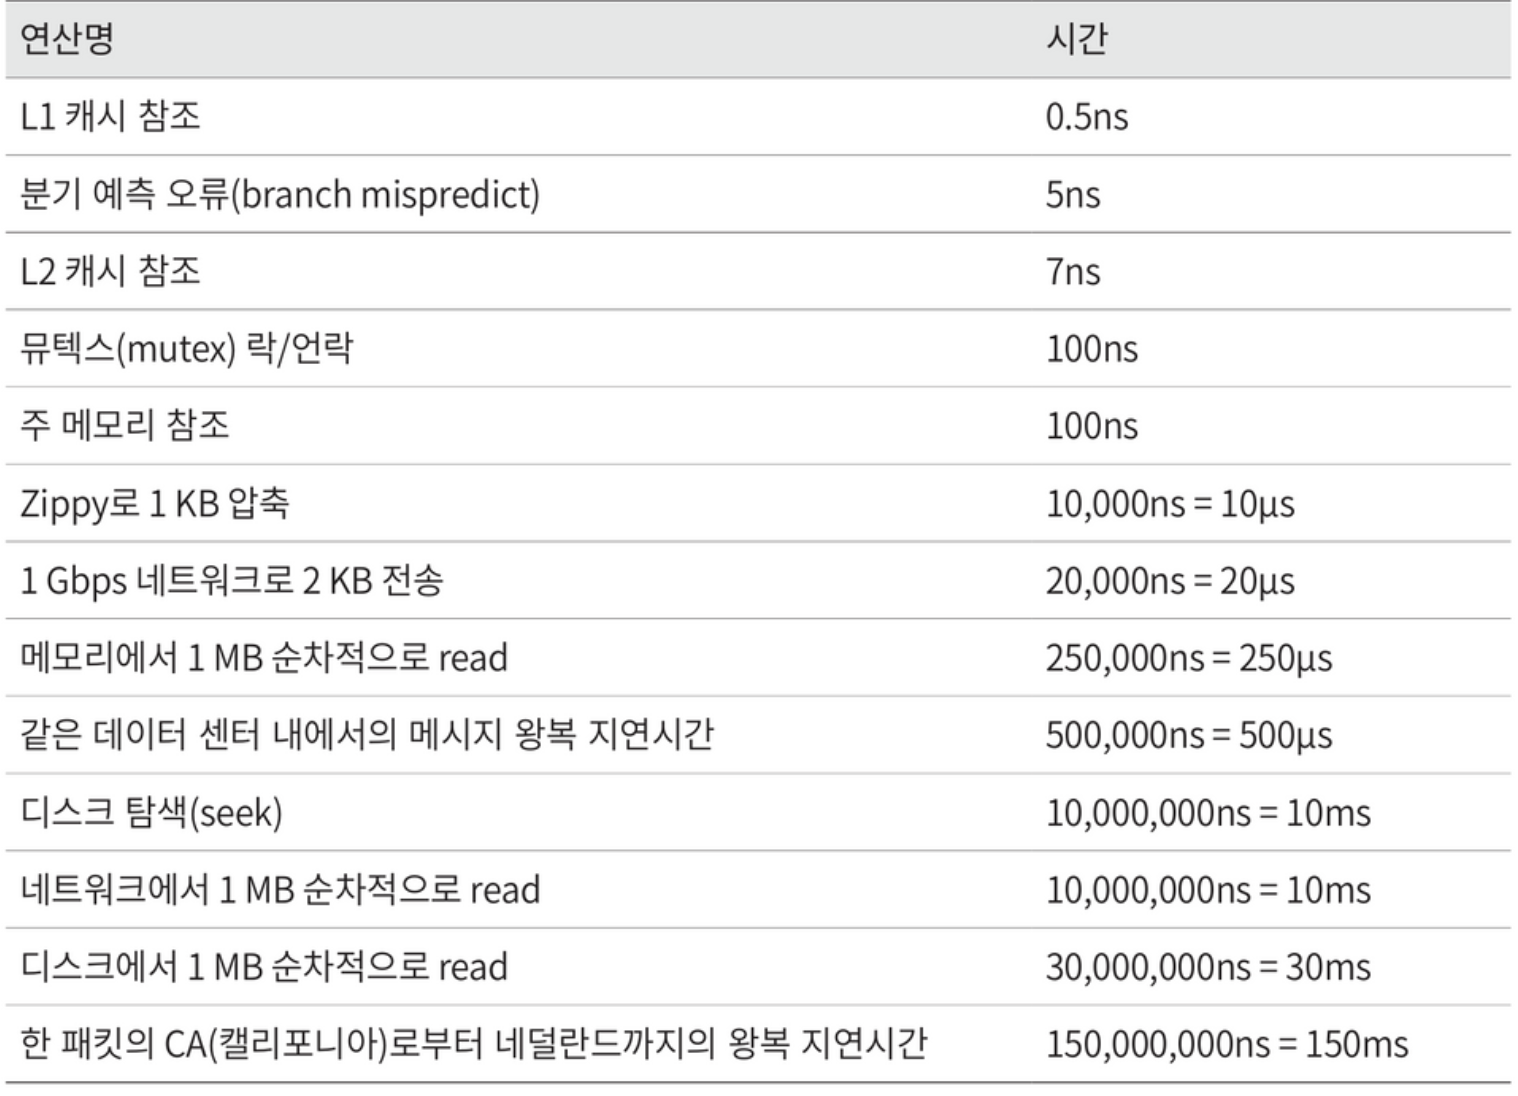 연산명 시간
L1 캐시 참조 0.5ns
분기 예측 오류(branch mispredict) 5ns
L2 캐시 참조 7ns
뮤텍스(mutex) 락/언락 100ns
주 메모리 참조 100ns
Zippy로 1 KB 압축 10,000ns = 10μs
1 Gbps 네트워크로 2 KB 전송 20,000ns = 20μs
메모리에서 1 MB 순차적으로 read 250,000ns = 250μs
같은 데이터 센터 내에서의 메시지 왕복 지연시간 500,000ns = 500μs
디스크 탐색(seek) 10,000,000ns = 10ms
네트워크에서 1 MB 순차적으로 read 10,000,000ns = 10ms
디스크에서 1 MB 순차적으로 read 30,000,000ns = 30ms
한 패킷의 CA(캘리포니아)로부터 네덜란드까지의 왕복 지연시간 150,000,000ns = 150ms